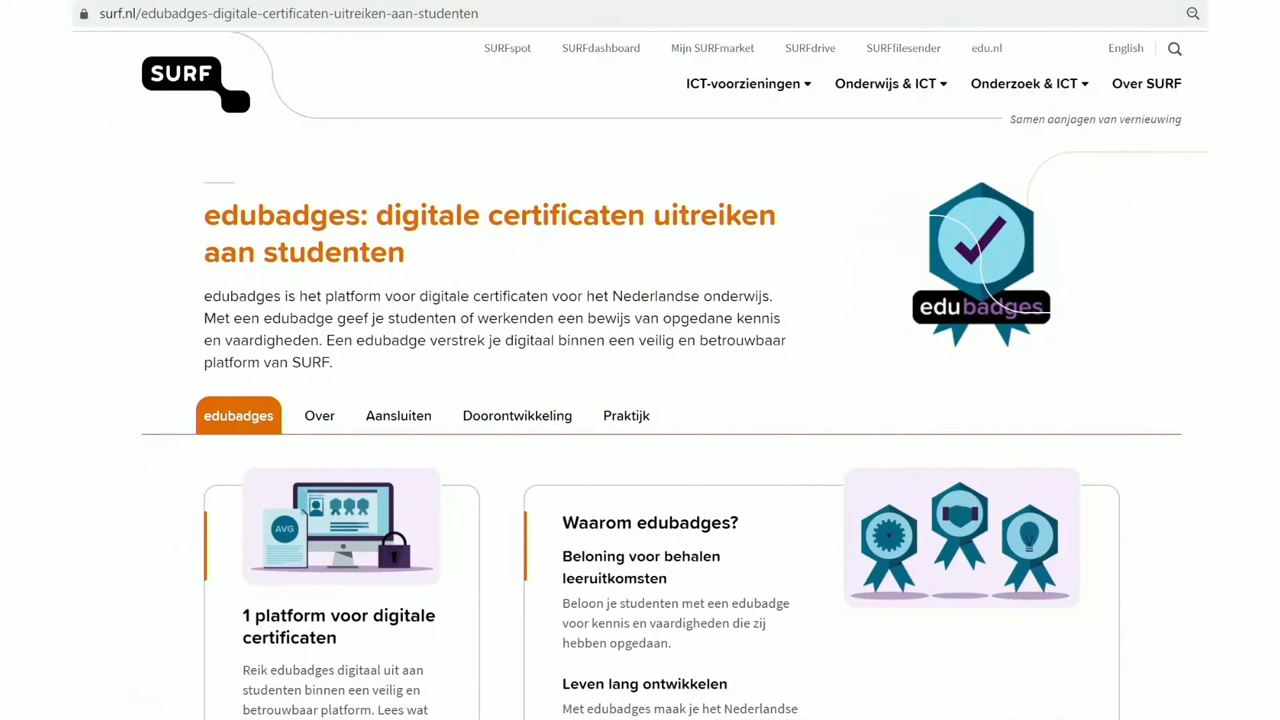 surf.nl/edubadges-digitale-certificaten-uitreiken-aan-studenten
SURFspot SURFdashboard Mijn SURFmarket SURFdrive SURFfilesender edu.nl English
SURF
ICT-voorzieningen Onderwijs & ICT Onderzoek & ICT Over SURF
Samen aanjagen van vernieuwing
edubadges: digitale certificaten uitreiken
aan studenten
edubadges is het platform voor digitale certificaten voor het Nederlandse onderwijs.
Met een edubadge geef je studenten of werkenden een bewijs van opgedane kennis
en vaardigheden. Een edubadge verstrek je digitaal binnen een veilig en betrouwbaar
platform van SURF.
edubadges
edubadges Over Aansluiten Doorontwikkeling Praktijk
AVG
1 platform voor digitale
certificaten
Reik edubadges digitaal uit aan
studenten binnen een veilig en
betrouwbaar platform. Lees wat
Waarom edubadges?
Beloning voor behalen
leeruitkomsten
Beloon je studenten met een edubadge
voor kennis en vaardigheden die zij
hebben opgedaan.
Leven lang ontwikkelen
Met edubadges maak je het Nederlandse